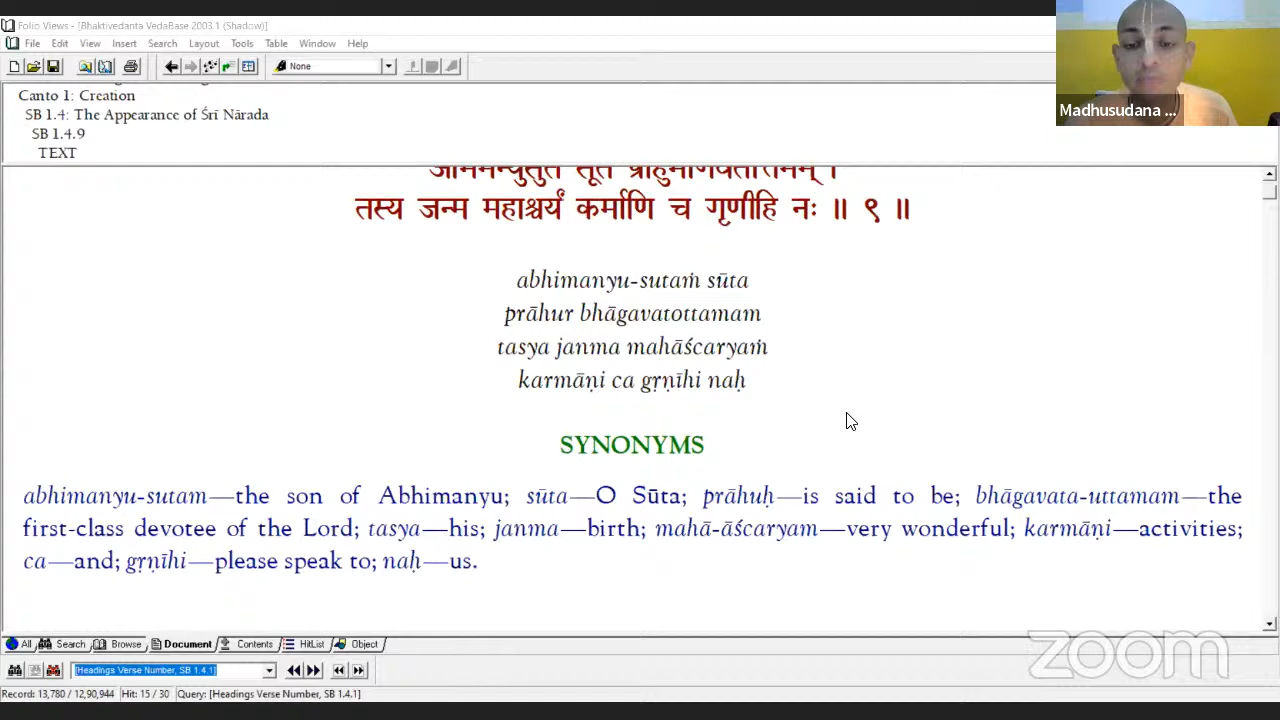 Folio Views - [Bhaktivedanta VedaBase 2003.1 (Shadow)]
File Edit View Insert Search Layout Tools Table Window Help
None
Canto 1: Creation
SB 1.4: The Appearance of Śrī Nārada
SB 1.4.9
TEXT
Madhusudana ...
तस्य जन्म महाश्चर्यं कर्माणि च गृणीहि नः ॥ ९ ॥
abhimanyu-sutaṁ sūta
prāhur bhāgavatottamam
tasya janma mahāścaryaṁ
karmāṇi ca gṛṇīhi naḥ
SYNONYMS
abhimanyu-sutam—the son of Abhimanyu; sūta—O Sūta; prāhuḥ—is said to be; bhāgavata-uttamam—the
first-class devotee of the Lord; tasya—his; janma—birth; mahā-āścaryam—very wonderful; karmāṇi—activities;
ca—and; gṛṇīhi—please speak to; naḥ—us.
All Search Browse Document Contents HitList Object
[Headings Verse Number, SB 1.4.1]
Record: 13,780 / 12,90,944 Hit: 15 / 30 Query: [Headings Verse Number, SB 1.4.1]
zoom